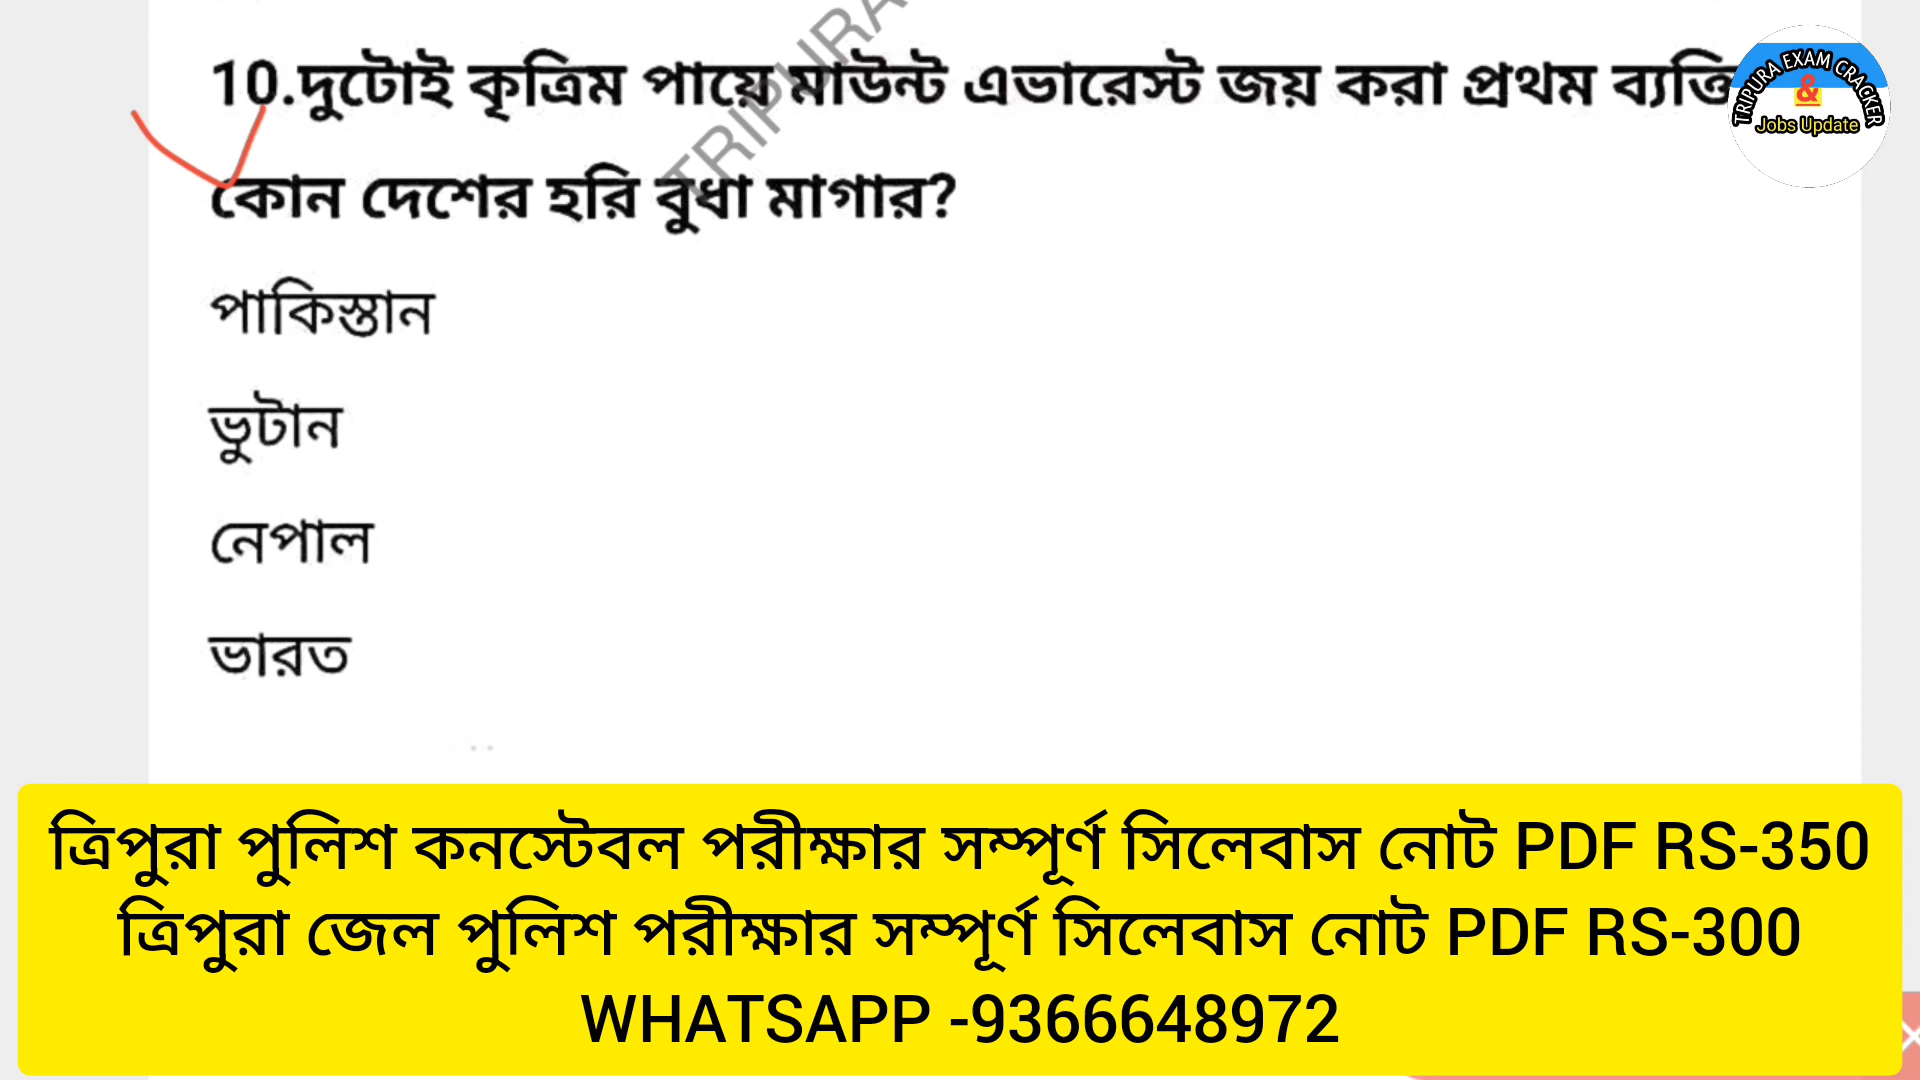 10.দুটোই কৃত্রিম পায়ে মাউন্ট এভারেস্ট জয় করা প্রথম ব্যক্তি
কোন দেশের হরি বুধা মাগার?
পাকিস্তান
ভুটান
নেপাল
ভারত
TRIPURA
TRIPURA EXAM CRACKER
&
Jobs Update
ত্রিপুরা পুলিশ কনস্টেবল পরীক্ষার সম্পূর্ণ সিলেবাস নোট PDF RS-350
ত্রিপুরা জেল পুলিশ পরীক্ষার সম্পূর্ণ সিলেবাস নোট PDF RS-300
WHATSAPP -9366648972